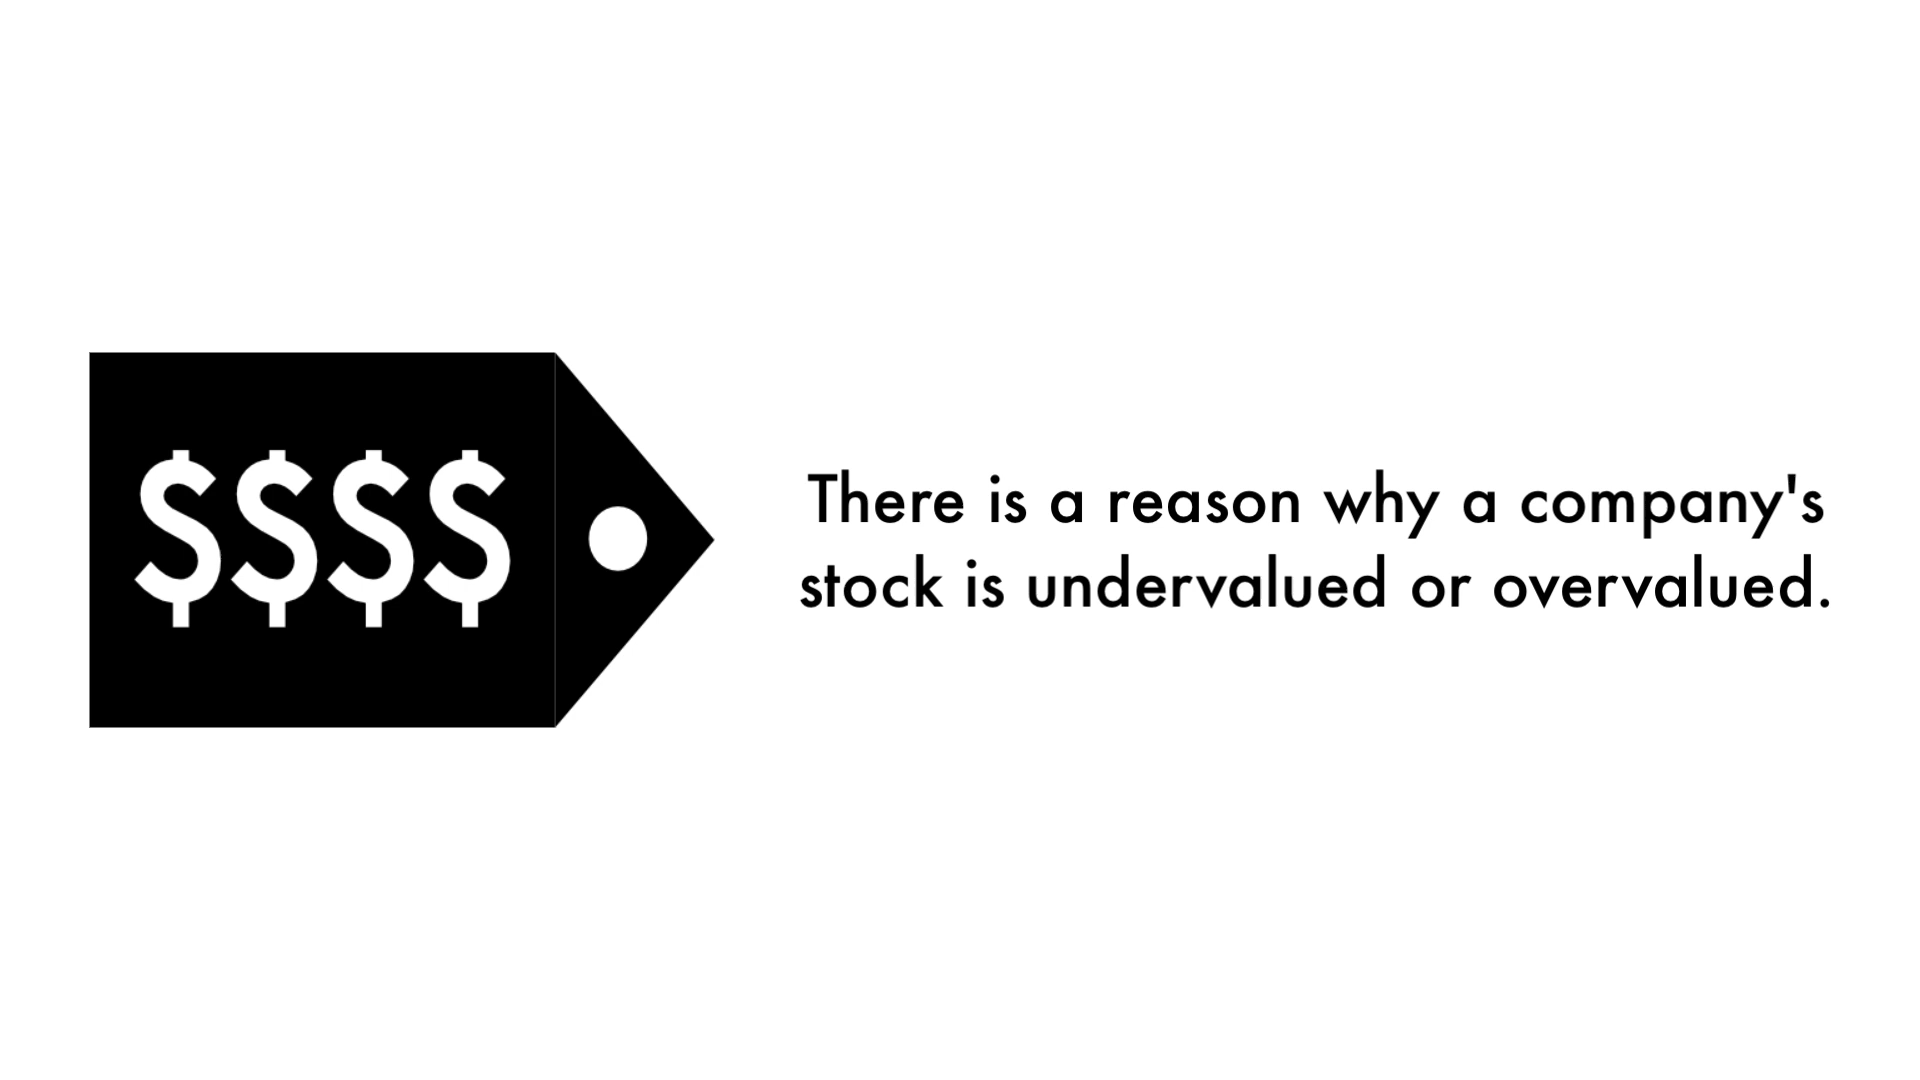 $$$$
There is a reason why a company's
stock is undervalued or overvalued.